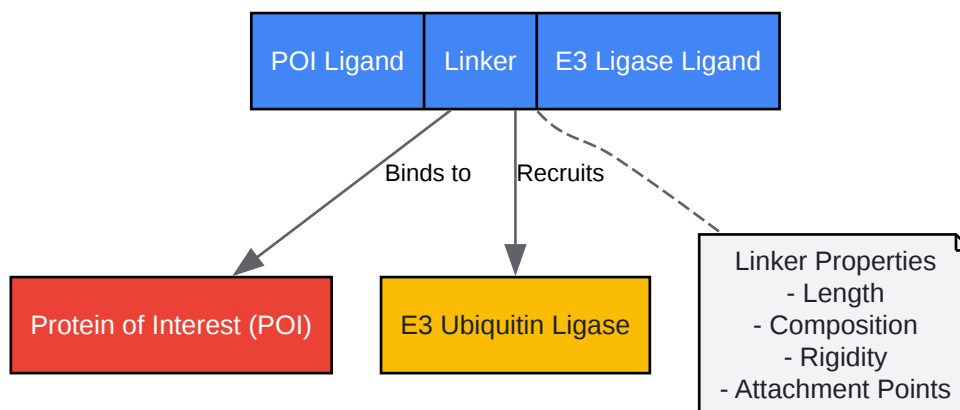 POI Ligand
Linker
E3 Ligase Ligand
Binds to
Recruits
Protein of Interest (POI)
E3 Ubiquitin Ligase
Linker Properties
- Length
- Composition
- Rigidity
- Attachment Points